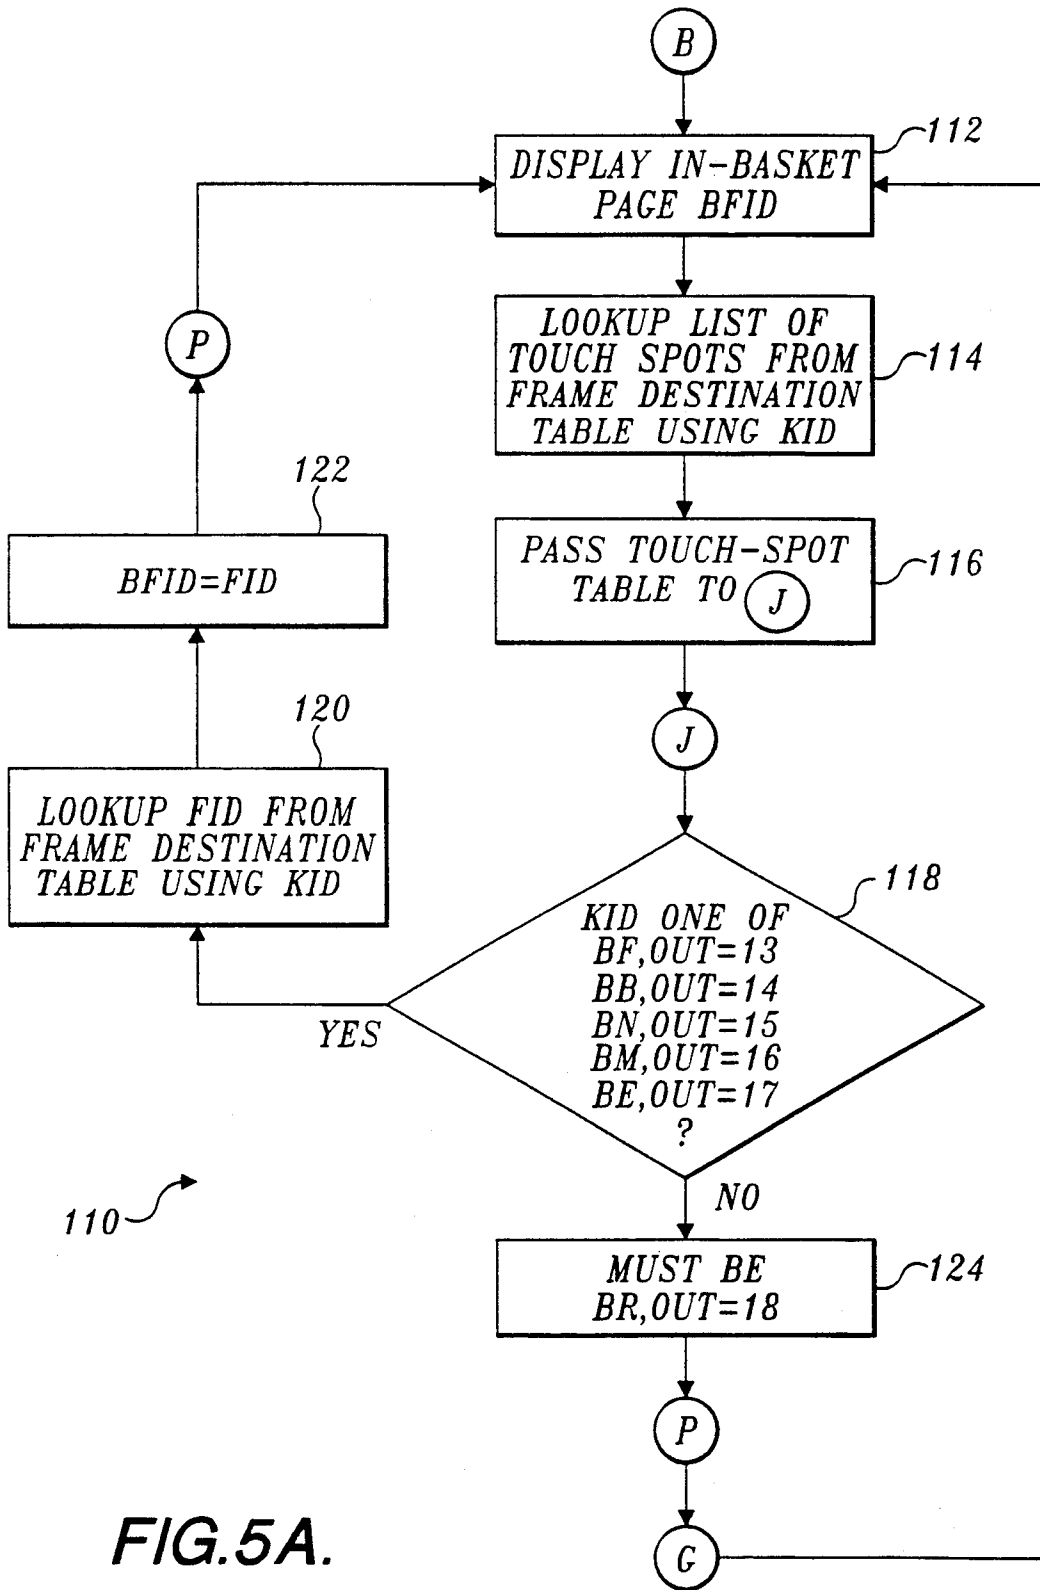 B
112
DISPLAY IN-BASKET
PAGE BFID
P
LOOKUP LIST OF
TOUCH SPOTS FROM
FRAME DESTINATION
TABLE USING KID
114
122
BFID=FID
PASS TOUCH-SPOT
TABLE TO J
116
120
J
LOOKUP FID FROM
FRAME DESTINATION
TABLE USING KID
118
KID ONE OF
BF,OUT=13
BB,OUT=14
BN,OUT=15
BM,OUT=16
BE,OUT=17
?
YES
110
NO
MUST BE
BR,OUT=18
124
P
G
FIG.5A.